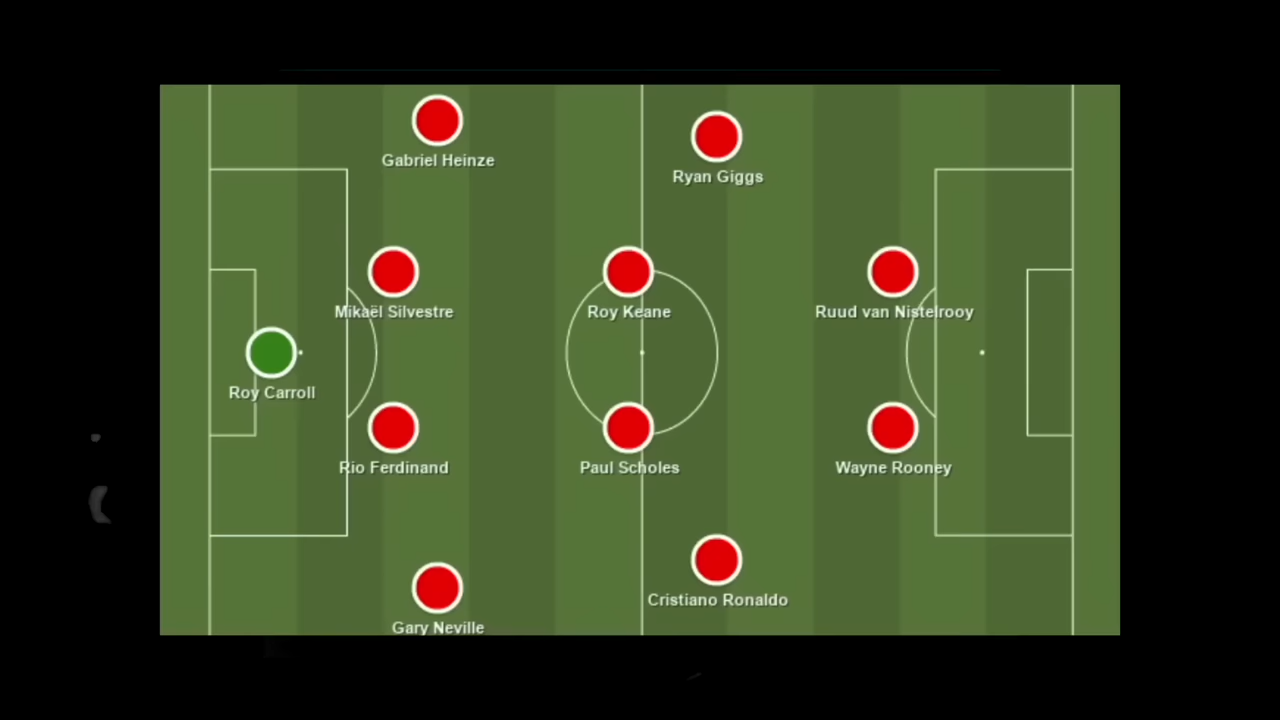 Gabriel Heinze
Ryan Giggs
Mikaël Silvestre
Roy Keane
Ruud van Nistelrooy
Roy Carroll
Rio Ferdinand
Paul Scholes
Wayne Rooney
Cristiano Ronaldo
Gary Neville